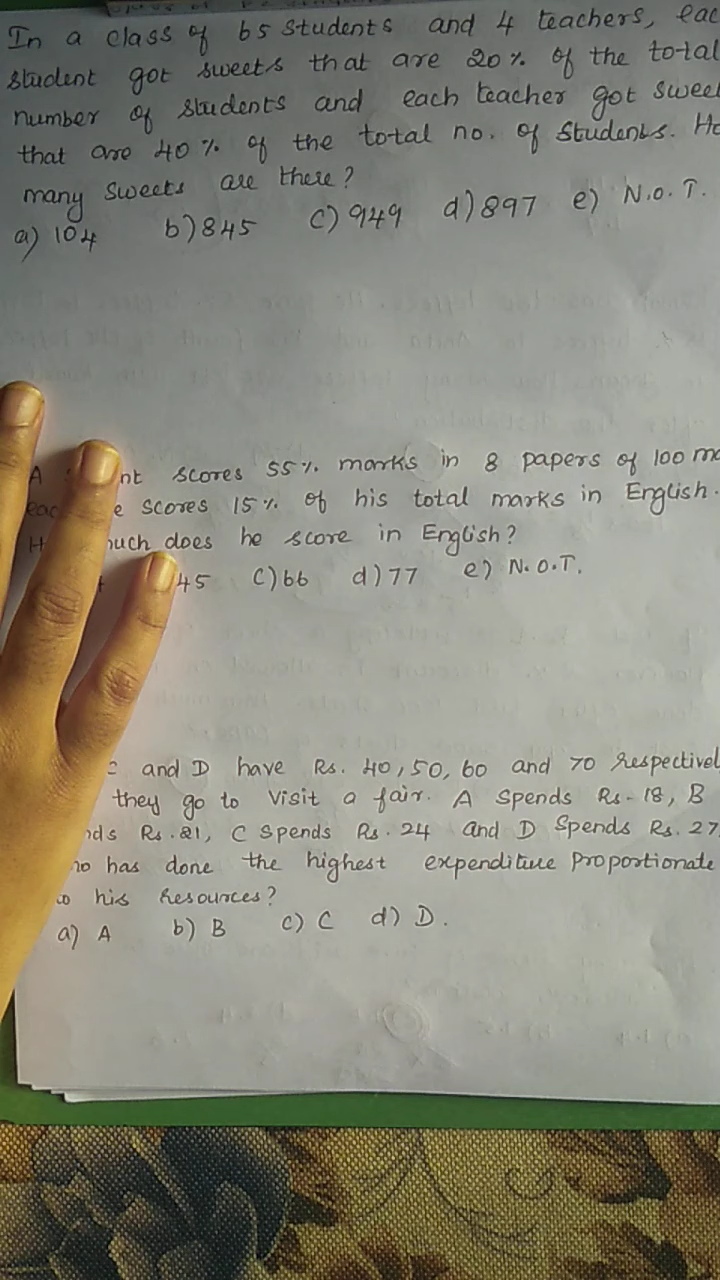 In a class of 65 students and 4 teachers, eac
student got sweets that are 20% of the total
number of students and each teacher got sweet
that are 40% of the total no. of students. Ho
many sweets are there?
a) 104 b) 845 c) 949 d) 897 e) N.O.T.
A nt scores 55% marks in 8 papers of 100 ma
eac e scores 15% of his total marks in English.
H uch does he score in English?
45 c) 66 d) 77 e) N.O.T.
and D have Rs. 40, 50, 60 and 70 respectivel
they go to visit a fair. A spends Rs. 18, B
nds Rs. 21, C spends Rs. 24 and D spends Rs. 27.
ho has done the highest expenditure proportionate
to his resources?
a) A b) B c) C d) D.